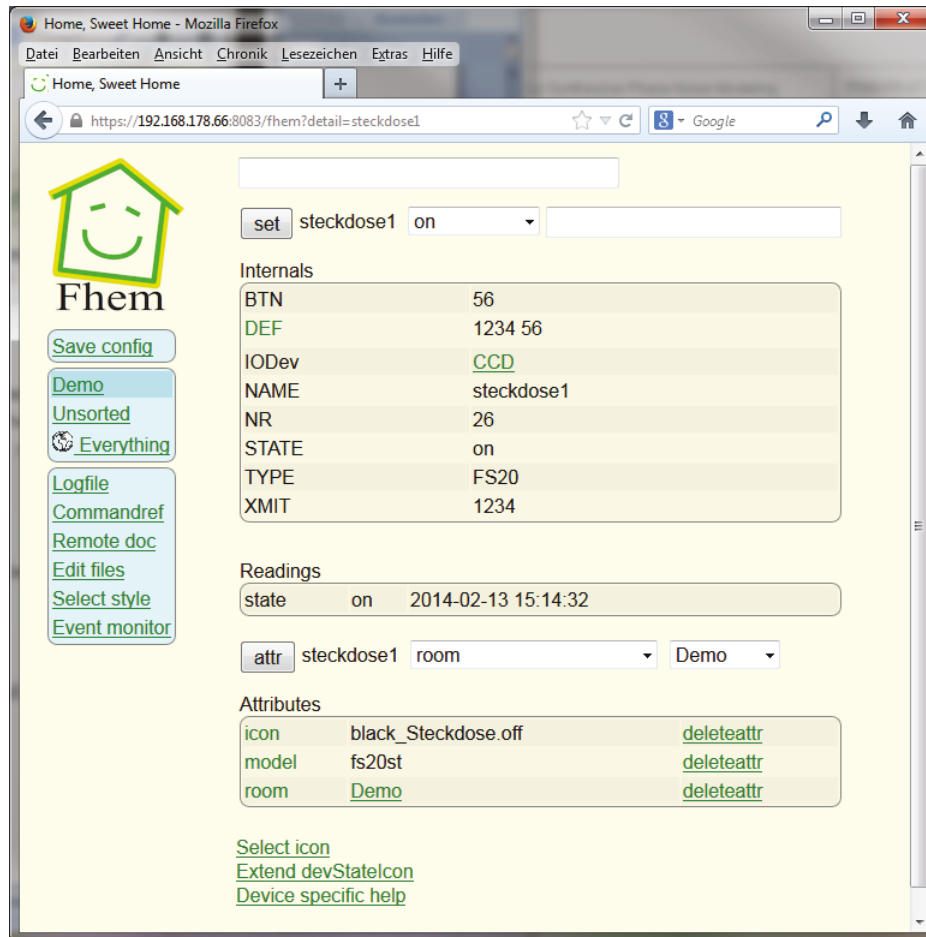 Home, Sweet Home - Mozilla Firefox
Datei Bearbeiten Ansicht Chronik Lesezeichen Extras Hilfe
Home, Sweet Home +
https://192.168.178.66:8083/fhem?detail=steckdose1 Google
set steckdose1 on
Fhem
Save config
Demo
Unsorted
Everything
Logfile
Commandref
Remote doc
Edit files
Select style
Event monitor
Internals
BTN 56
DEF 1234 56
IODev CCD
NAME steckdose1
NR 26
STATE on
TYPE FS20
XMIT 1234
Readings
state on 2014-02-13 15:14:32
attr steckdose1 room Demo
Attributes
icon black_Steckdose.off deleteattr
model fs20st deleteattr
room Demo deleteattr
Select icon
Extend devStateIcon
Device specific help